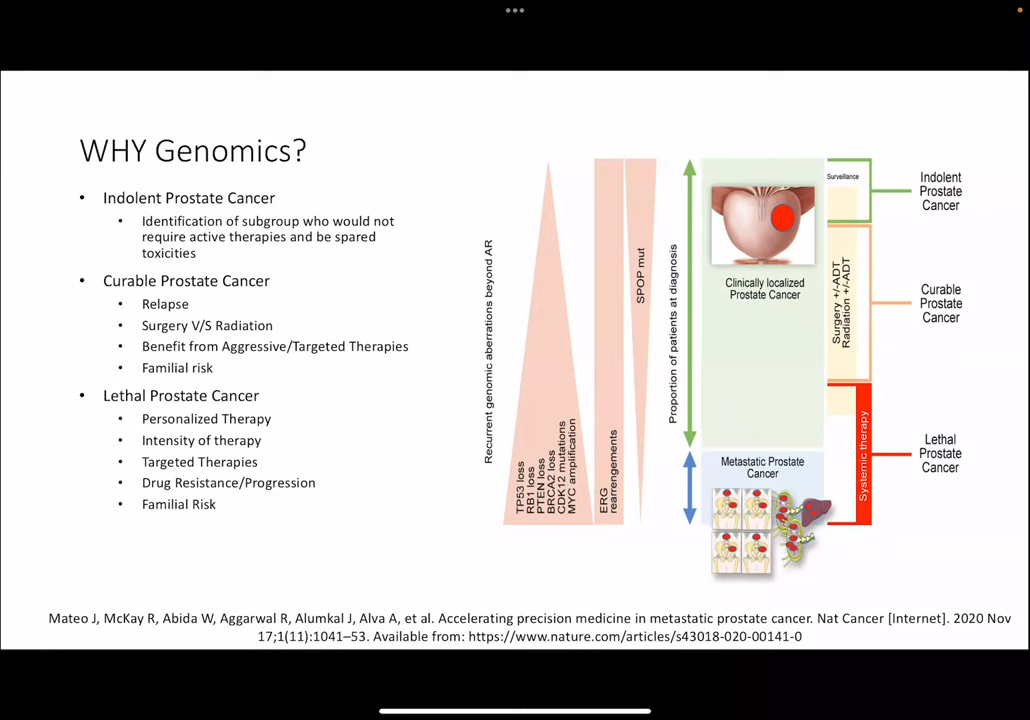 WHY Genomics?
• Indolent Prostate Cancer
• Identification of subgroup who would not
require active therapies and be spared
toxicities
• Curable Prostate Cancer
• Relapse
• Surgery V/S Radiation
• Benefit from Aggressive/Targeted Therapies
• Familial risk
• Lethal Prostate Cancer
• Personalized Therapy
• Intensity of therapy
• Targeted Therapies
• Drug Resistance/Progression
• Familial Risk
Recurrent genomic aberrations beyond AR
TP53 loss
RB1 loss
PTEN loss
BRCA2 loss
CDK12 mutations
MYC amplification
ERG
rearrengements
SPOP mut
Proportion of patients at diagnosis
Clinically localized
Prostate Cancer
Metastatic Prostate
Cancer
Surveillance
Surgery +/-ADT
Radiation +/-ADT
Systemic therapy
Indolent
Prostate
Cancer
Curable
Prostate
Cancer
Lethal
Prostate
Cancer
Mateo J, McKay R, Abida W, Aggarwal R, Alumkal J, Alva A, et al. Accelerating precision medicine in metastatic prostate cancer. Nat Cancer [Internet]. 2020 Nov
17;1(11):1041–53. Available from: https://www.nature.com/articles/s43018-020-00141-0